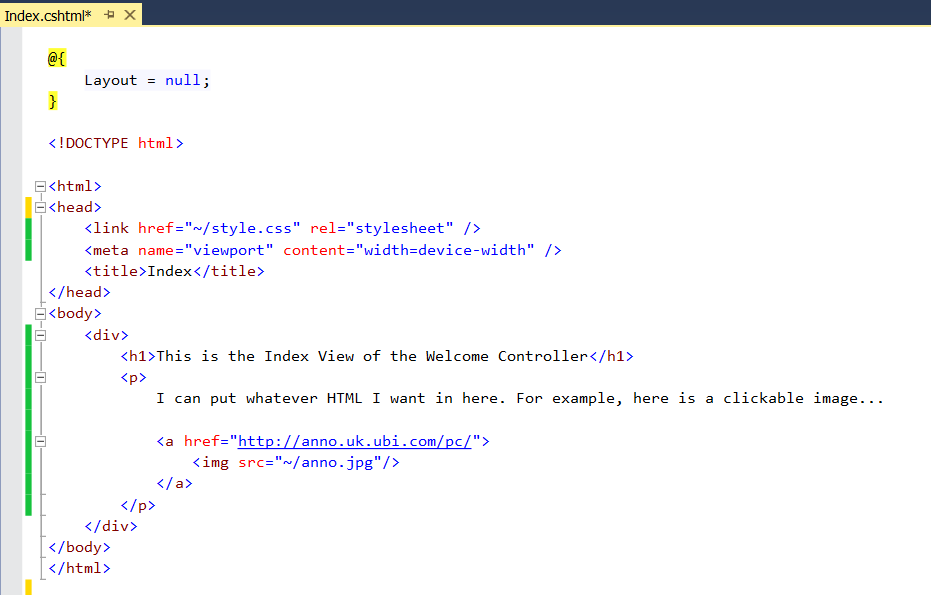 Index.cshtml*
@{
    Layout = null;
}
<!DOCTYPE html>
<html>
<head>
    <link href="~/style.css" rel="stylesheet" />
    <meta name="viewport" content="width=device-width" />
    <title>Index</title>
</head>
<body>
    <div>
        <h1>This is the Index View of the Welcome Controller</h1>
        <p>
            I can put whatever HTML I want in here. For example, here is a clickable image...
            <a href="http://anno.uk.ubi.com/pc/">
                <img src="~/anno.jpg"/>
            </a>
        </p>
    </div>
</body>
</html>